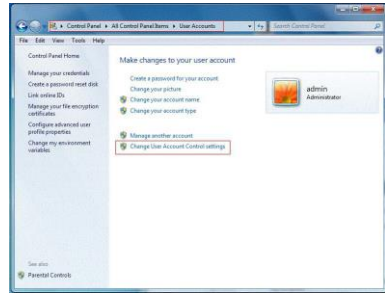 Control Panel ▸ All Control Panel Items ▸ User Accounts
Search Control Panel
File Edit View Tools Help
Control Panel Home
Manage your credentials
Create a password reset disk
Link online IDs
Manage your file encryption
certificates
Configure advanced user
profile properties
Change my environment
variables
See also
Parental Controls
Make changes to your user account
Create a password for your account
Change your picture
Change your account name
Change your account type
Manage another account
Change User Account Control settings
admin
Administrator